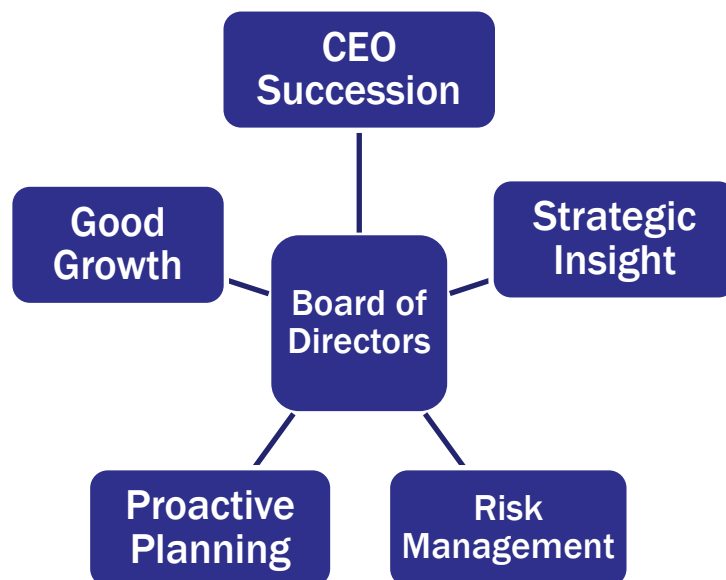 CEO
Succession
Good
Growth
Strategic
Insight
Board of
Directors
Proactive
Planning
Risk
Management